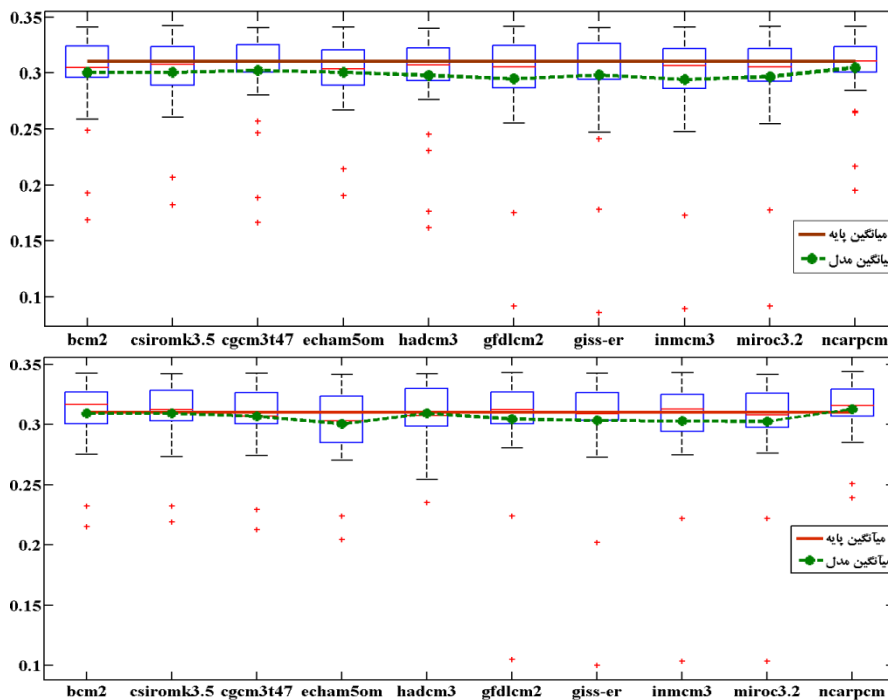 0.35
0.3
0.25
0.2
0.15
0.1
میانگین پایه
میانگین مدل
bcm2 csiromk3.5 cgcm3t47 echam5om hadcm3 gfdlcm2 giss-er inmcm3 miroc3.2 ncarpcm
0.35
0.3
0.25
0.2
0.1
میانگین پایه
میانگین مدل
bcm2 csiromk3.5 cgcm3t47 echam5om hadcm3 gfdlcm2 giss-er inmcm3 miroc3.2 ncarpcm